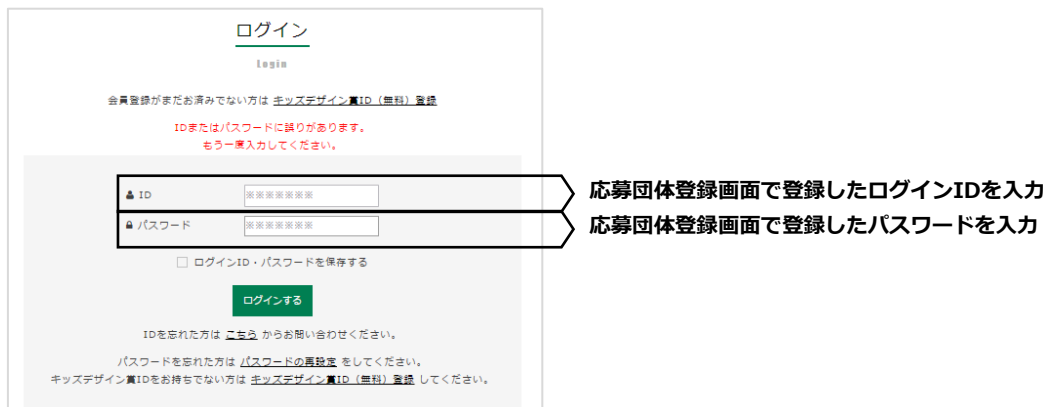 ログイン
Login
会員登録がまだお済みでない方は キッズデザイン賞ID（無料）登録
IDまたはパスワードに誤りがあります。
もう一度入力してください。
ID ※※※※※※※
応募団体登録画面で登録したログインIDを入力
パスワード ※※※※※※※
応募団体登録画面で登録したパスワードを入力
ログインID・パスワードを保存する
ログインする
IDを忘れた方は こちら からお問い合わせください。
パスワードを忘れた方は パスワードの再設定 をしてください。
キッズデザイン賞IDをお持ちでない方は キッズデザイン賞ID（無料）登録 してください。